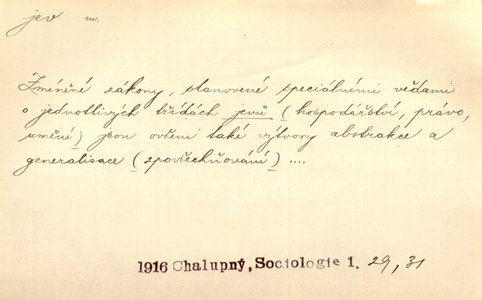 jev m.
Zmíněné zákony, stanovené speciálními vědami
o jednotlivých třídách jevů (hospodářství, právo,
umění) jsou ovšem také výtvory abstrakce a
generalisace (zpovšechňování) ....
1916 Chalupný, Sociologie 1. 29, 31